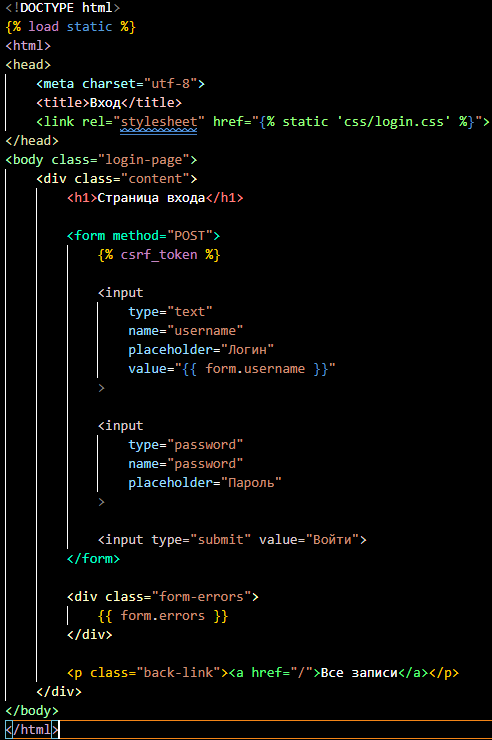 <!DOCTYPE html>
{% load static %}
<html>
<head>
    <meta charset="utf-8">
    <title>Вход</title>
    <link rel="stylesheet" href="{% static 'css/login.css' %}">
</head>
<body class="login-page">
    <div class="content">
        <h1>Страница входа</h1>

        <form method="POST">
            {% csrf_token %}

            <input
                type="text"
                name="username"
                placeholder="Логин"
                value="{{ form.username }}"
            >

            <input
                type="password"
                name="password"
                placeholder="Пароль"
            >

            <input type="submit" value="Войти">
        </form>

        <div class="form-errors">
            {{ form.errors }}
        </div>

        <p class="back-link"><a href="/">Все записи</a></p>
    </div>
</body>
</html>